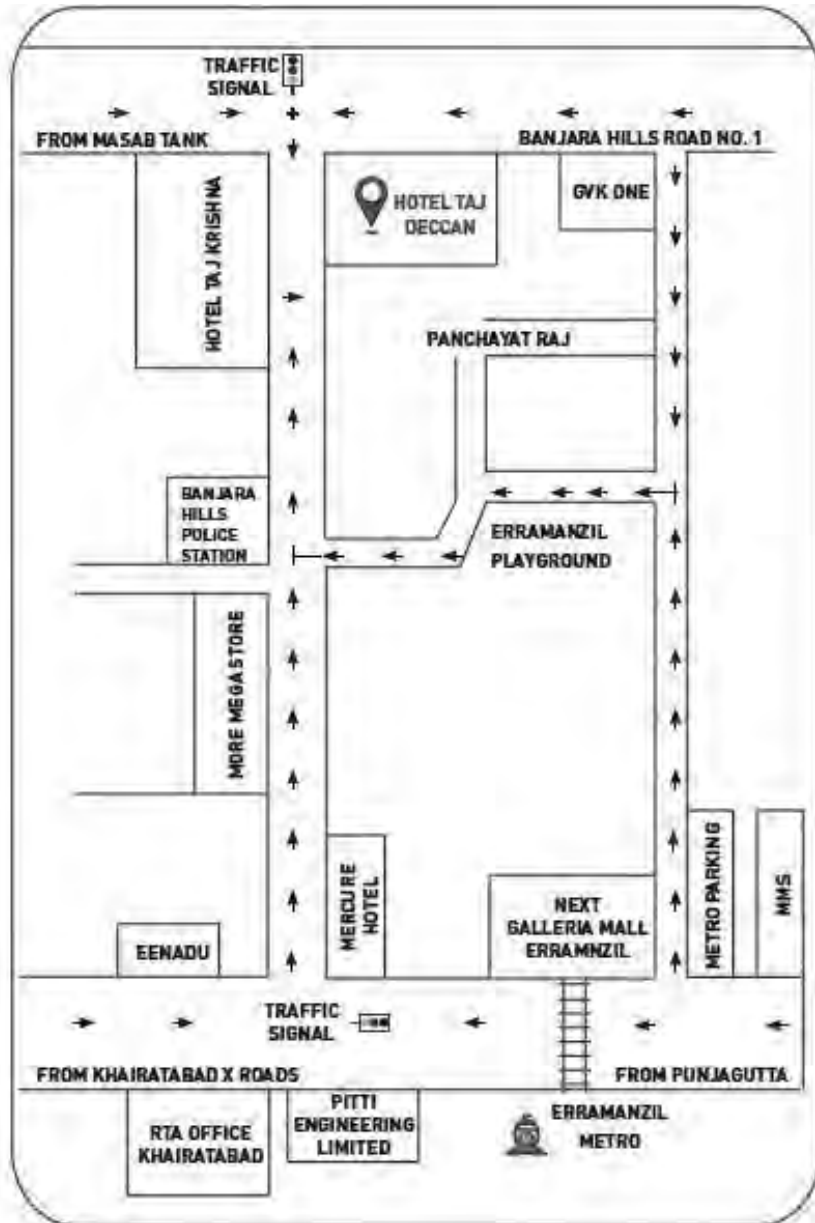 TRAFFIC
SIGNAL
FROM MASAB TANK
BANJARA HILLS ROAD NO. 1
HOTEL TAJ KRISHNA
HOTEL TAJ
DECCAN
GVK ONE
PANCHAYAT RAJ
BANJARA
HILLS
POLICE
STATION
ERRAMANZIL
PLAYGROUND
MORE MEGA STORE
MERCURE
HOTEL
NEXT
GALLERIA MALL
ERRAMNZIL
METRO PARKING
MMS
EENADU
TRAFFIC
SIGNAL
FROM KHAIRATABAD X ROADS
FROM PUNJAGUTTA
RTA OFFICE
KHAIRATABAD
PITTI
ENGINEERING
LIMITED
ERRAMANZIL
METRO